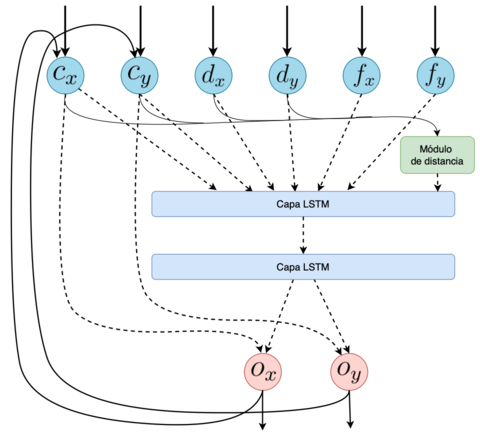 c_x c_y d_x d_y f_x f_y
Módulo
de distancia
Capa LSTM
Capa LSTM
o_x o_y